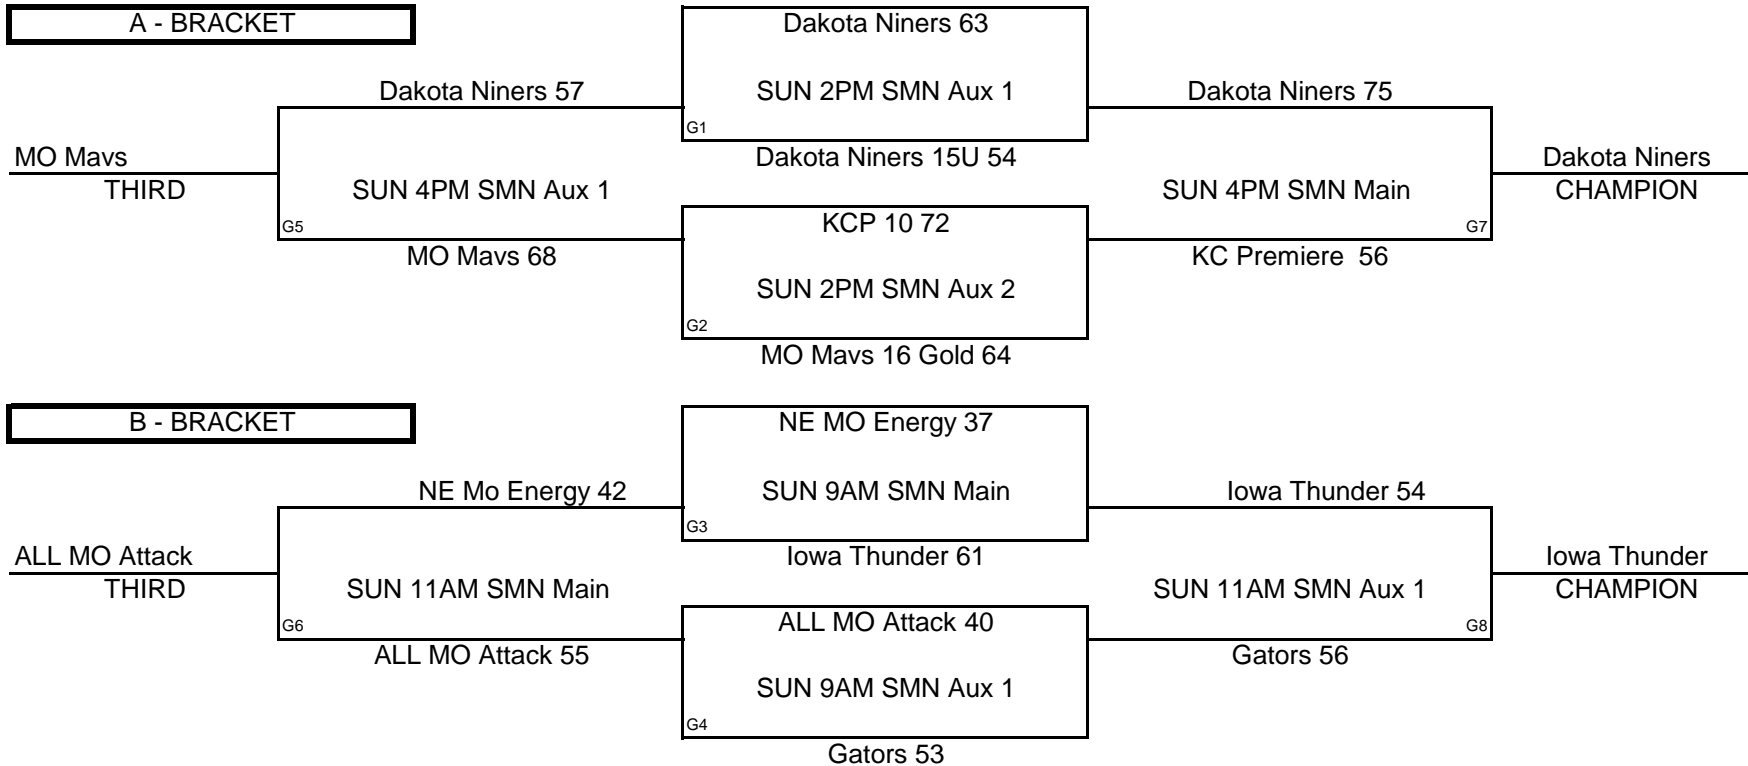 A - BRACKET
Dakota Niners 63
Dakota Niners 57
SUN 2PM SMN Aux 1
Dakota Niners 75
G1
MO Mavs
Dakota Niners 15U 54
Dakota Niners
THIRD
SUN 4PM SMN Aux 1
SUN 4PM SMN Main
CHAMPION
G5
KCP 10 72
G7
MO Mavs 68
KC Premiere  56
SUN 2PM SMN Aux 2
G2
MO Mavs 16 Gold 64
B - BRACKET
NE MO Energy 37
NE Mo Energy 42
SUN 9AM SMN Main
Iowa Thunder 54
G3
ALL MO Attack
Iowa Thunder 61
Iowa Thunder
THIRD
SUN 11AM SMN Main
SUN 11AM SMN Aux 1
CHAMPION
G6
ALL MO Attack 40
G8
ALL MO Attack 55
Gators 56
SUN 9AM SMN Aux 1
G4
Gators 53